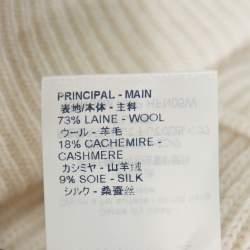 PRINCIPAL - MAIN
表地/本体 - 主料
73% LAINE - WOOL
ウール - 羊毛
18% CACHEMIRE -
CASHMERE
カシミヤ - 山羊绒
9% SOIE - SILK
シルク - 桑蚕丝